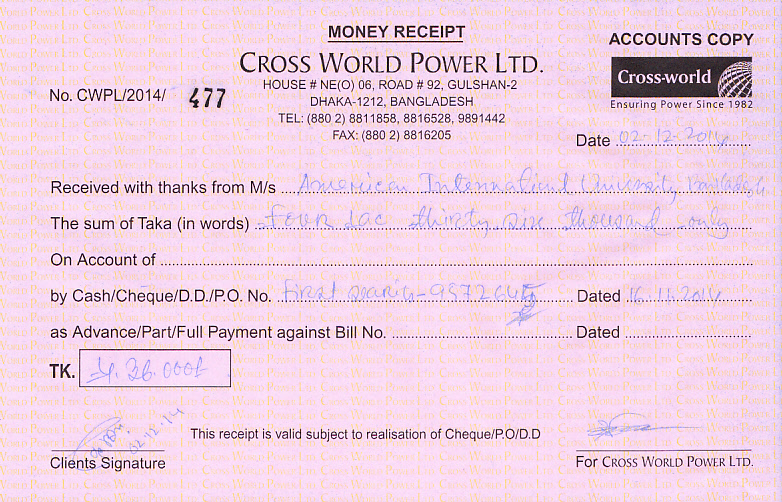 MONEY RECEIPT
ACCOUNTS COPY
CROSS WORLD POWER LTD.
Cross-world
Ensuring Power Since 1982
No. CWPL/2014/ 477
HOUSE # NE(O) 06, ROAD # 92, GULSHAN-2
DHAKA-1212, BANGLADESH
TEL: (880 2) 8811858, 8816528, 9891442
FAX: (880 2) 8816205
Date 02-12-2014
Received with thanks from M/s American International University Bangladesh
The sum of Taka (in words) Four Lac thirty six thousand only
On Account of
by Cash/Cheque/D.D./P.O. No. First Dated 16.11.2014
as Advance/Part/Full Payment against Bill No. Dated
TK. 4.36.000/
02.12.14
This receipt is valid subject to realisation of Cheque/P.O/D.D
Clients Signature
For CROSS WORLD POWER LTD.